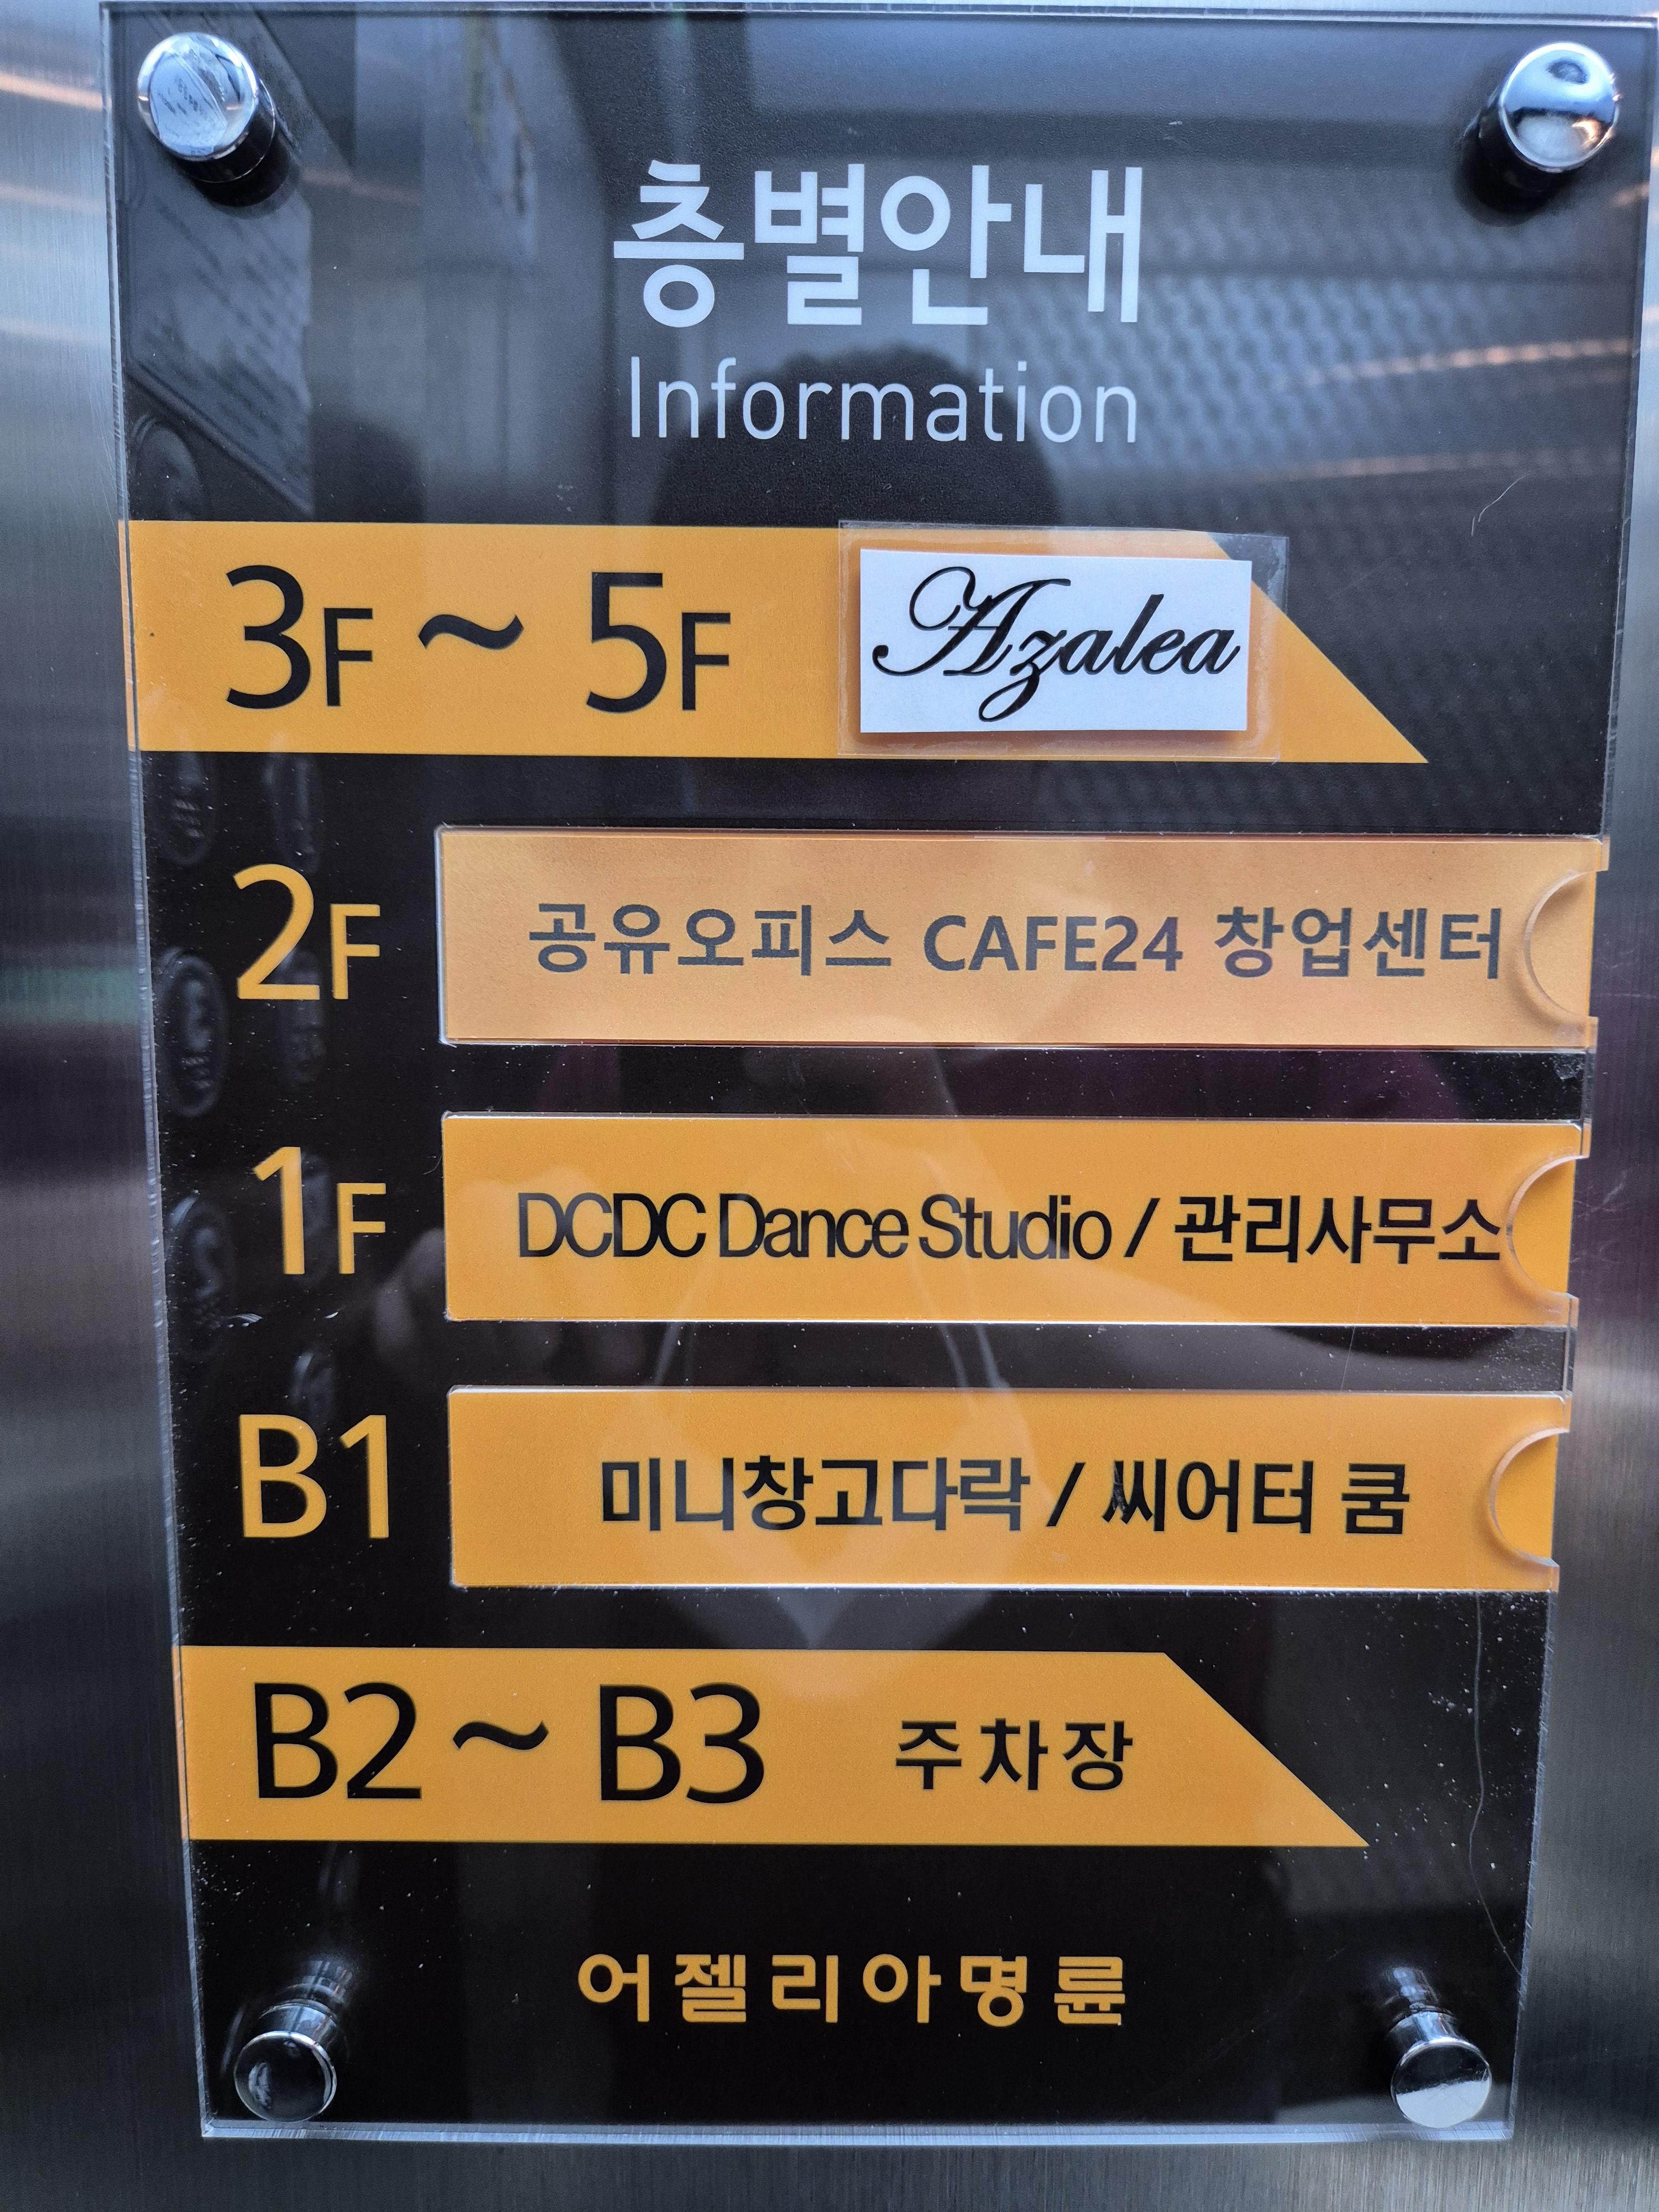 층별안내
Information
3F ~ 5F Azalea
2F 공유오피스 CAFE24 창업센터
1F DCDC Dance Studio / 관리사무소
B1 미니창고다락 / 씨어터 쿰
B2 ~ B3 주차장
어젤리아명륜